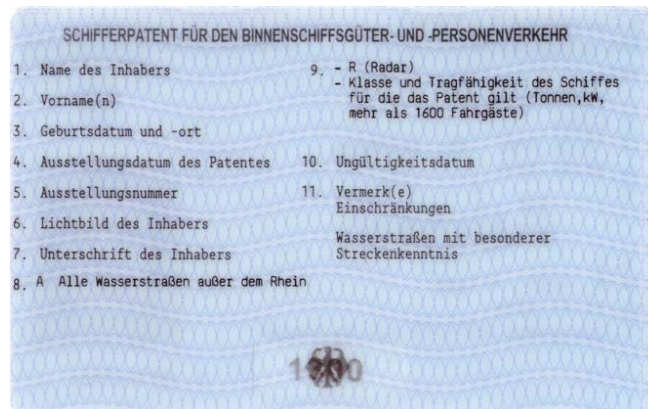 SCHIFFERPATENT FÜR DEN BINNENSCHIFFSGÜTER- UND -PERSONENVERKEHR
1. Name des Inhabers
2. Vorname(n)
3. Geburtsdatum und -ort
4. Ausstellungsdatum des Patentes
5. Ausstellungsnummer
6. Lichtbild des Inhabers
7. Unterschrift des Inhabers
8. A Alle Wasserstraßen außer dem Rhein
9. - R (Radar)
- Klasse und Tragfähigkeit des Schiffes
für die das Patent gilt (Tonnen,kW,
mehr als 1600 Fahrgäste)
10. Ungültigkeitsdatum
11. Vermerk(e)
Einschränkungen
Wasserstraßen mit besonderer
Streckenkenntnis